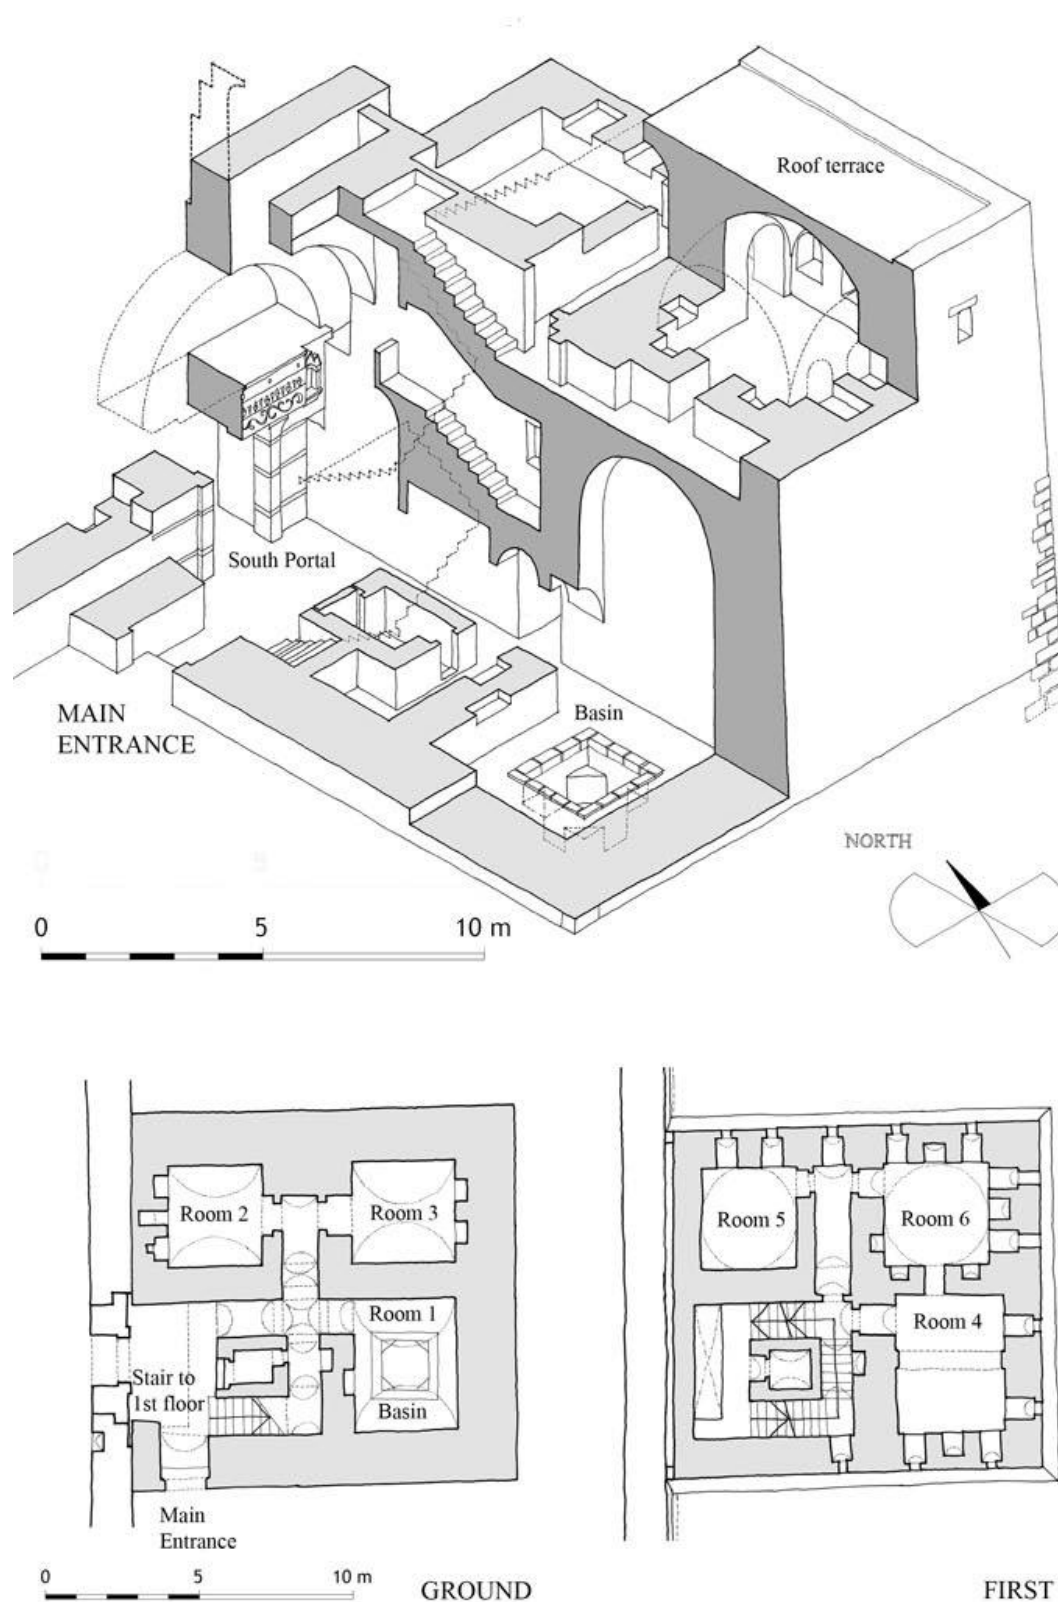 Roof terrace
South Portal
MAIN
ENTRANCE
Basin
NORTH
0 5 10 m
Room 2
Room 3
Room 1
Stair to
1st floor
Basin
Main
Entrance
0 5 10 m
GROUND
Room 5
Room 6
Room 4
FIRST